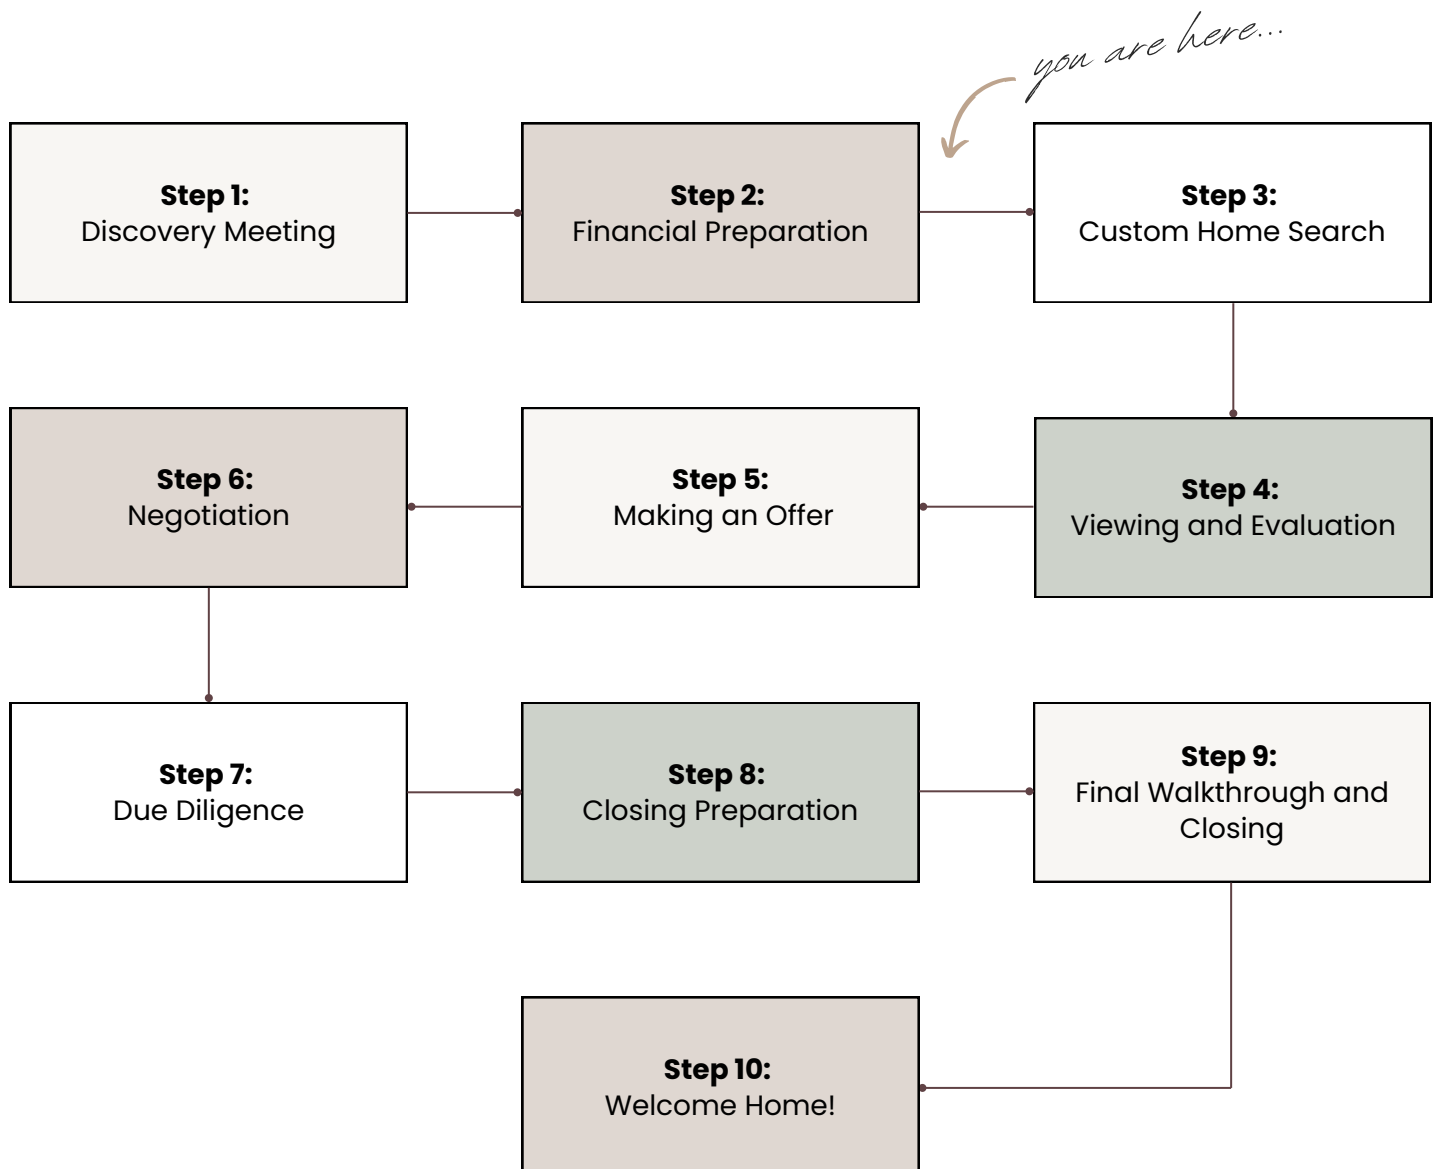 you are here...
Step 1:
Discovery Meeting
Step 2:
Financial Preparation
Step 3:
Custom Home Search
Step 4:
Viewing and Evaluation
Step 5:
Making an Offer
Step 6:
Negotiation
Step 7:
Due Diligence
Step 8:
Closing Preparation
Step 9:
Final Walkthrough and
Closing
Step 10:
Welcome Home!